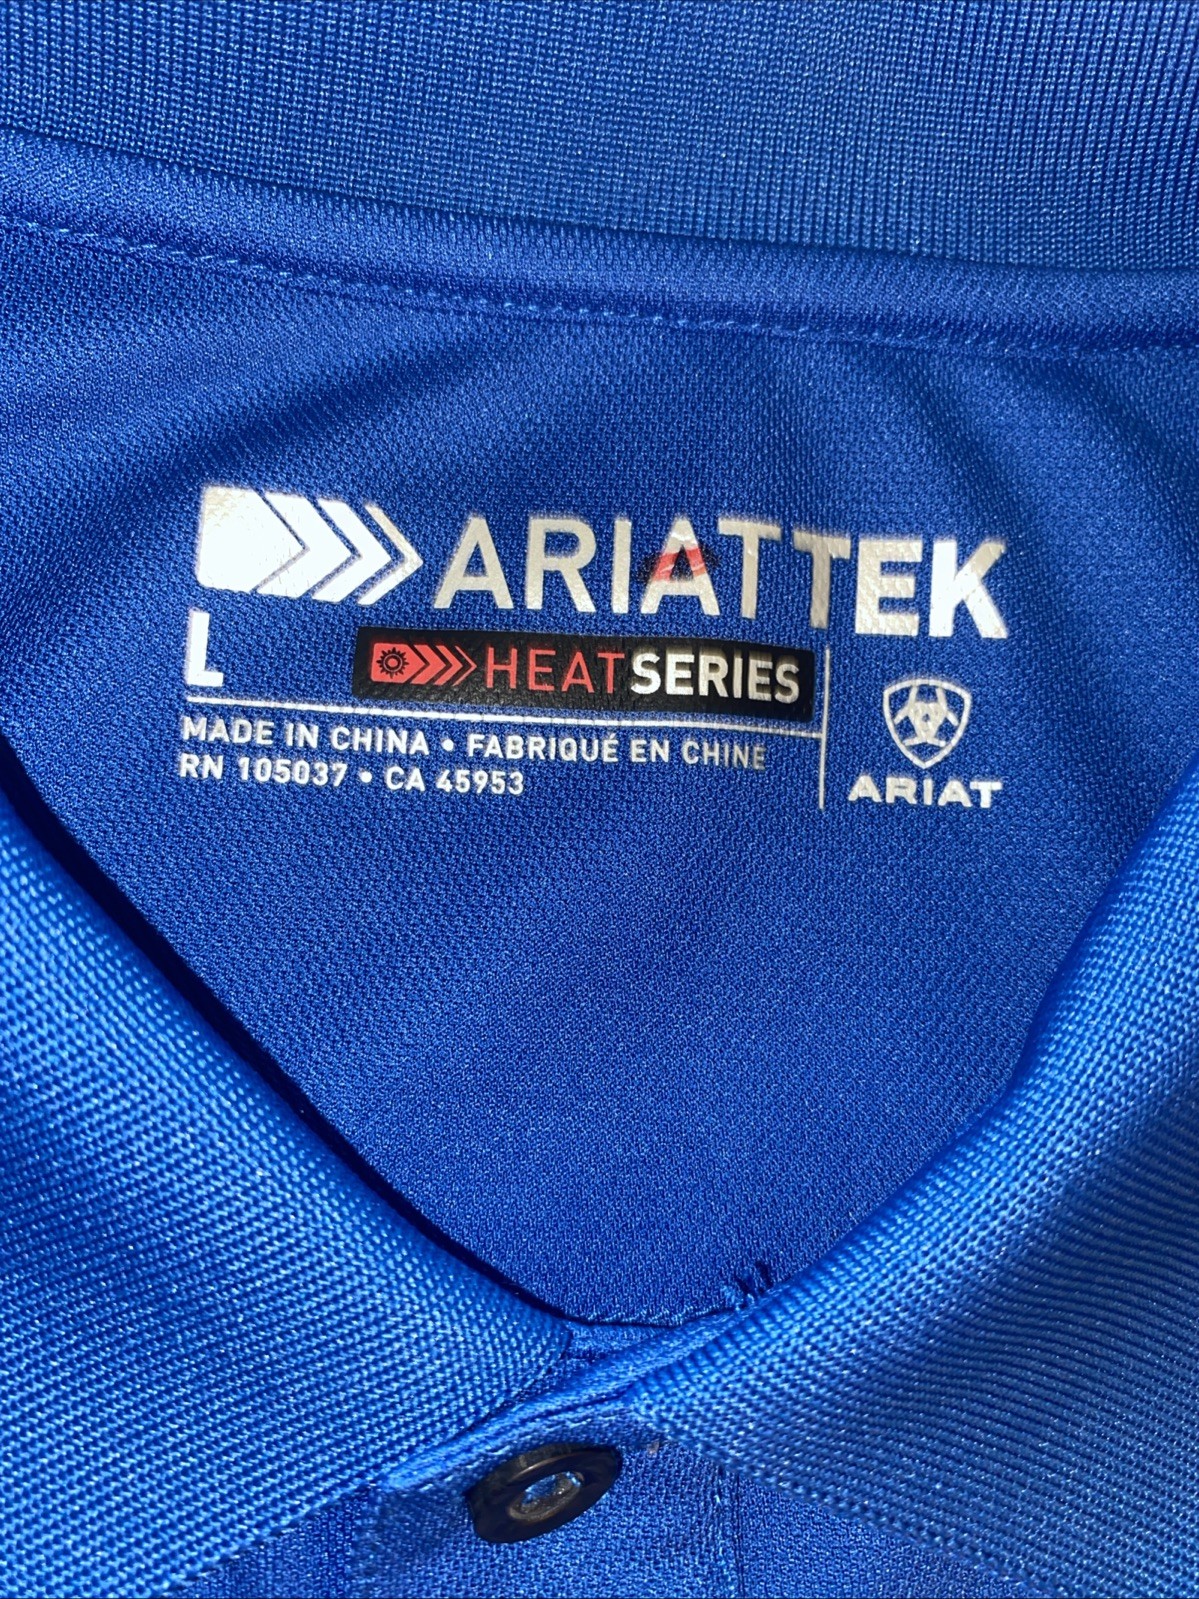 ARIATTEK
L
HEATSERIES
MADE IN CHINA • FABRIQUÉ EN CHINE
RN 105037 • CA 45953
ARIAT